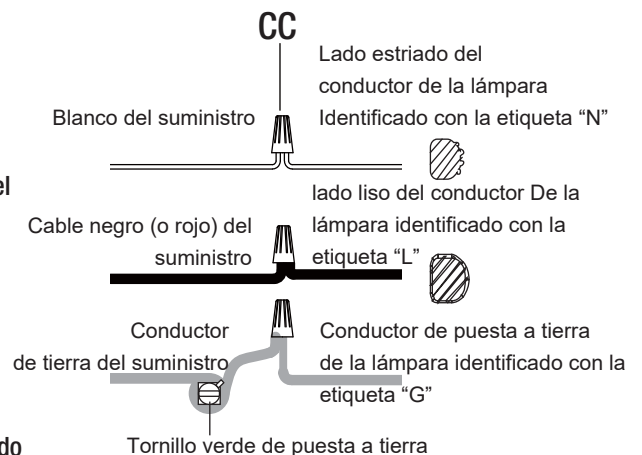 CC
Lado estriado del
conductor de la lámpara
Identificado con la etiqueta “N”
Blanco del suministro
el
lado liso del conductor De la
lámpara identificado con la
etiqueta “L”
Cable negro (o rojo) del
suministro
Conductor
de tierra del suministro
Conductor de puesta a tierra
de la lámpara identificado con la
etiqueta “G”
do
Tornillo verde de puesta a tierra